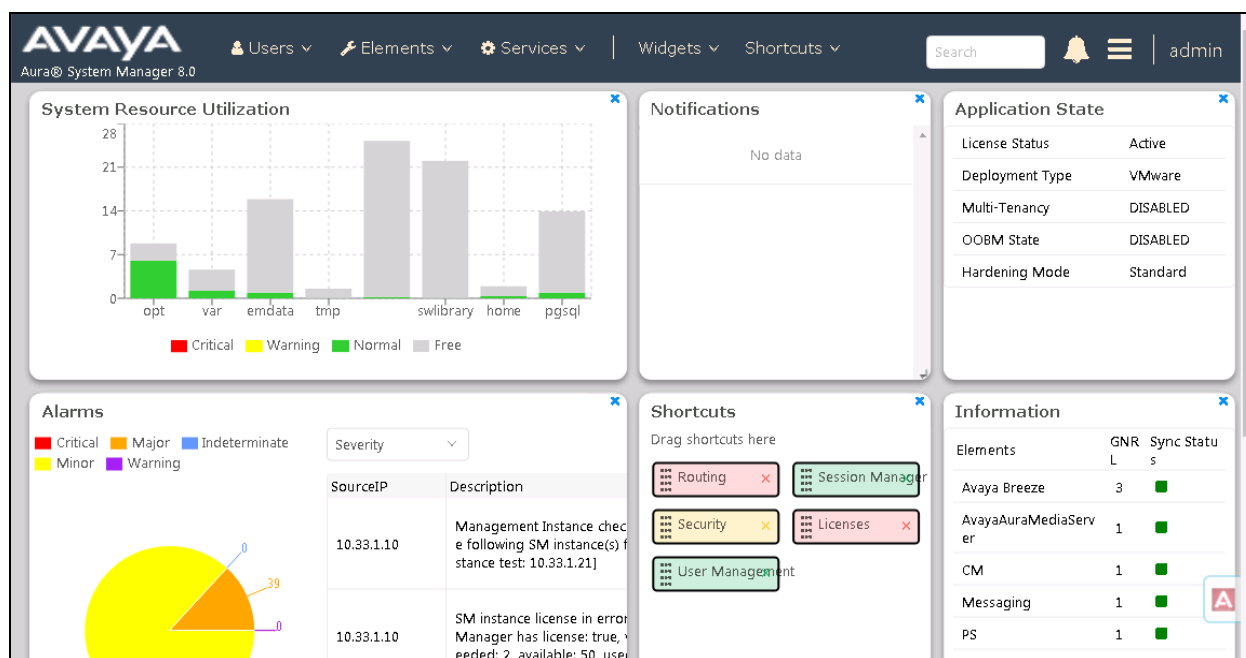 AVAYA
Aura® System Manager 8.0
Users
Elements
Services
Widgets
Shortcuts
Search
admin
System Resource Utilization
28
21
14
7
0
opt
var
emdata
tmp
swlibrary
home
pgsql
Critical
Warning
Normal
Free
Notifications
No data
Application State
License Status Active
Deployment Type VMware
Multi-Tenancy DISABLED
OOBM State DISABLED
Hardening Mode Standard
Alarms
Critical
Major
Indeterminate
Minor
Warning
0
39
0
Severity
SourceIP Description
10.33.1.10
Management Instance chec
e following SM instance(s) f
stance test: 10.33.1.21]
10.33.1.10
SM instance license in error
Manager has license: true,
eeded: 2, available: 50, use
Shortcuts
Drag shortcuts here
Routing
Session Manager
Security
Licenses
User Management
Information
Elements
GNR
L
Sync Statu
s
Avaya Breeze 3
AvayaAuraMediaServ
er
1
CM 1
Messaging 1
PS 1
A